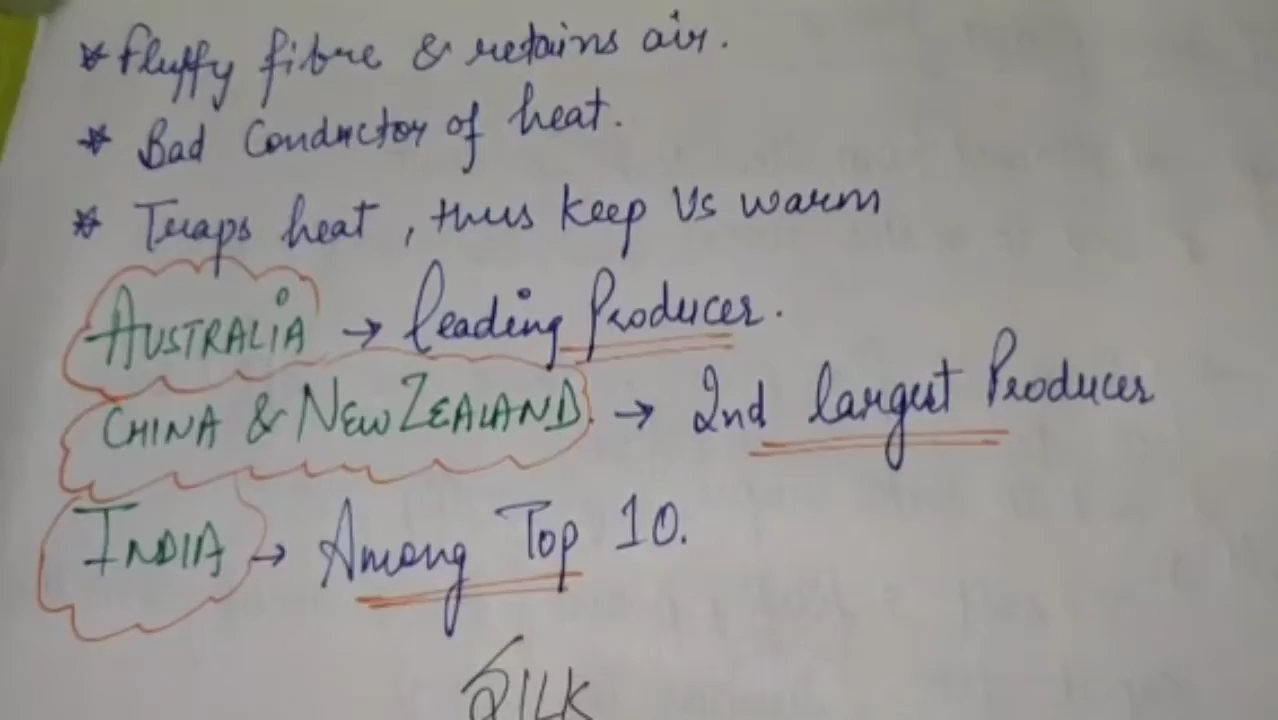 * Fluffy fibre & retains air.
* Bad Conductor of heat.
* Traps heat, thus keep Us warm
AUSTRALIA → leading Producer.
CHINA & NEW ZEALAND. → 2nd largest Producer
INDIA → Among Top 10.
SILK